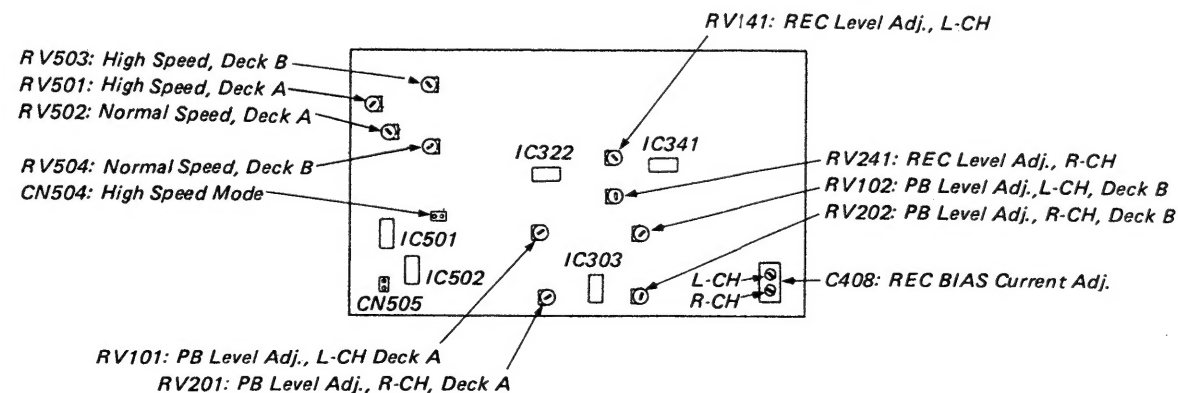 RV141: REC Level Adj., L-CH
RV503: High Speed, Deck B
RV501: High Speed, Deck A
RV502: Normal Speed, Deck A
RV504: Normal Speed, Deck B
CN504: High Speed Mode
IC322
IC341
RV241: REC Level Adj., R-CH
RV102: PB Level Adj.,L-CH, Deck B
RV202: PB Level Adj., R-CH, Deck B
IC501
IC502
CN505
IC303
L-CH
R-CH
C408: REC BIAS Current Adj.
RV101: PB Level Adj., L-CH Deck A
RV201: PB Level Adj., R-CH, Deck A